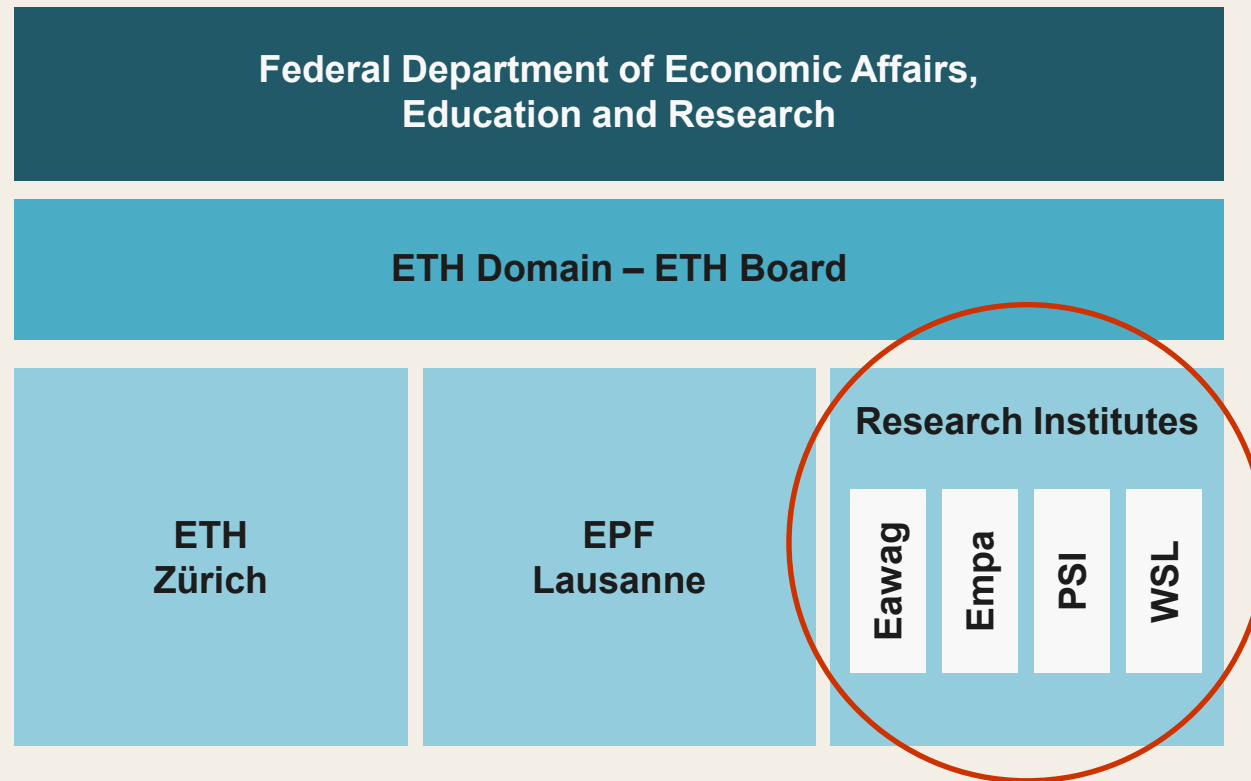 Federal Department of Economic Affairs,
Education and Research
ETH Domain – ETH Board
ETH
Zürich
EPF
Lausanne
Research Institutes
Eawag
Empa
PSI
WSL